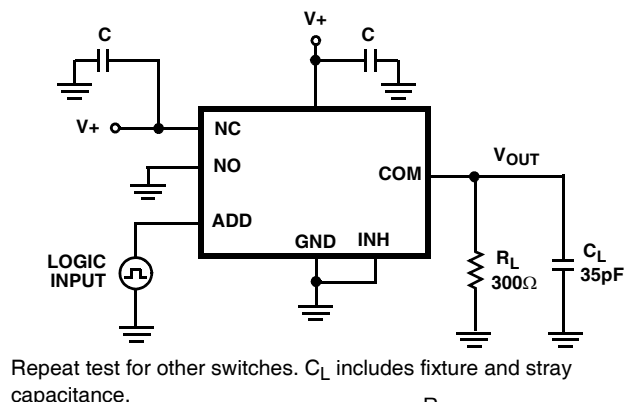 V+
C
C
V+
NC
NO
COM
VOUT
ADD
GND
INH
LOGIC
INPUT
RL
300Ω
CL
35pF
Repeat test for other switches. CL includes fixture and stray
capacitance.
R